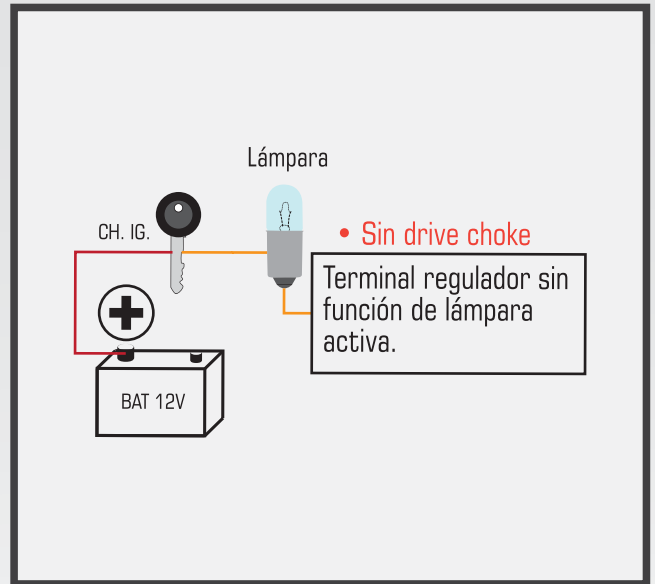 Lámpara
CH. IG.
• Sin drive choke
Terminal regulador sin
función de lámpara
activa.
BAT 12V